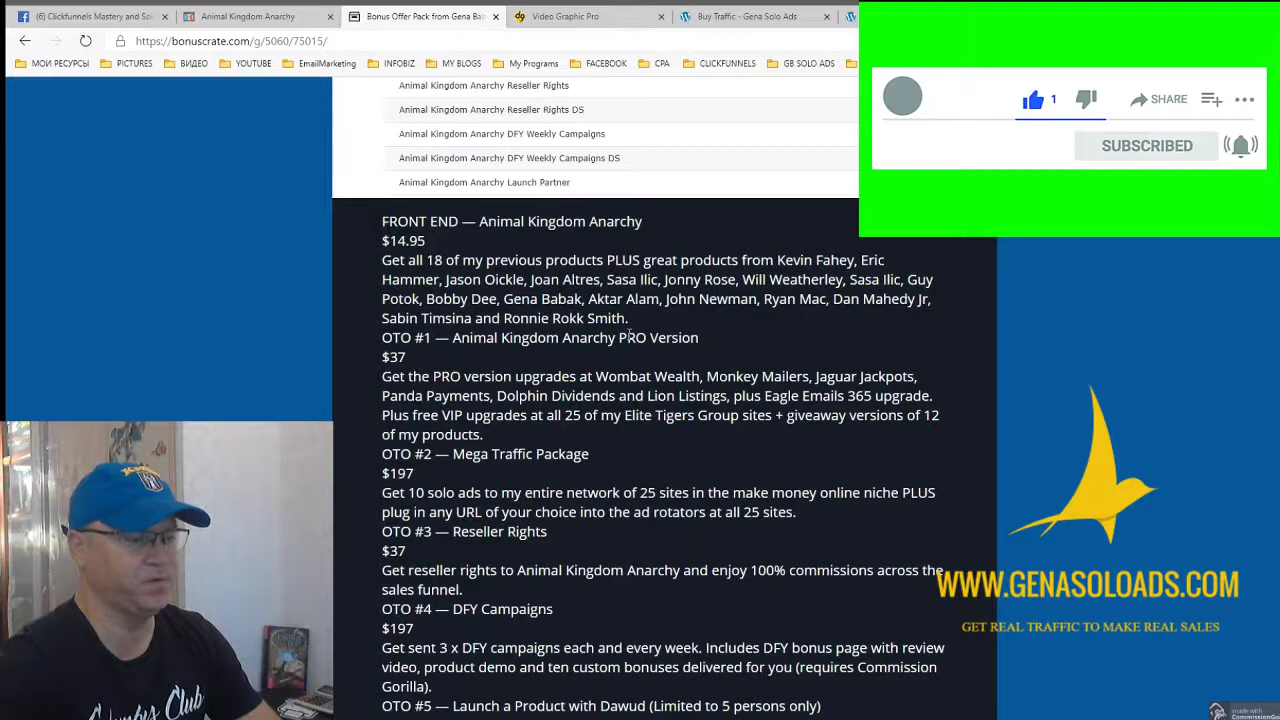 (6) Clickfunnels Mastery and Sol
Animal Kingdom Anarchy
Bonus Offer Pack from Gena Bab
Video Graphic Pro
Buy Traffic - Gena Solo Ads
https://bonuscrate.com/g/5060/75015/
МОИ РЕСУРСЫ
PICTURES
ВИДЕО
YOUTUBE
EmailMarketing
INFOBIZ
MY BLOGS
My Programs
FACEBOOK
CPA
CLICKFUNNELS
GB SOLO ADS
1
SHARE
SUBSCRIBED
Animal Kingdom Anarchy Reseller Rights
Animal Kingdom Anarchy Reseller Rights DS
Animal Kingdom Anarchy DFY Weekly Campaigns
Animal Kingdom Anarchy DFY Weekly Campaigns DS
Animal Kingdom Anarchy Launch Partner
FRONT END — Animal Kingdom Anarchy
$14.95
Get all 18 of my previous products PLUS great products from Kevin Fahey, Eric
Hammer, Jason Oickle, Joan Altres, Sasa Ilic, Jonny Rose, Will Weatherley, Sasa Ilic, Guy
Potok, Bobby Dee, Gena Babak, Aktar Alam, John Newman, Ryan Mac, Dan Mahedy Jr,
Sabin Timsina and Ronnie Rokk Smith.
OTO #1 — Animal Kingdom Anarchy PRO Version
$37
Get the PRO version upgrades at Wombat Wealth, Monkey Mailers, Jaguar Jackpots,
Panda Payments, Dolphin Dividends and Lion Listings, plus Eagle Emails 365 upgrade.
Plus free VIP upgrades at all 25 of my Elite Tigers Group sites + giveaway versions of 12
of my products.
OTO #2 — Mega Traffic Package
$197
Get 10 solo ads to my entire network of 25 sites in the make money online niche PLUS
plug in any URL of your choice into the ad rotators at all 25 sites.
OTO #3 — Reseller Rights
$37
Get reseller rights to Animal Kingdom Anarchy and enjoy 100% commissions across the
sales funnel.
OTO #4 — DFY Campaigns
$197
Get sent 3 x DFY campaigns each and every week. Includes DFY bonus page with review
video, product demo and ten custom bonuses delivered for you (requires Commission
Gorilla).
OTO #5 — Launch a Product with Dawud (Limited to 5 persons only)
WWW.GENASOLOADS.COM
GET REAL TRAFFIC TO MAKE REAL SALES
Columbus Club
made with